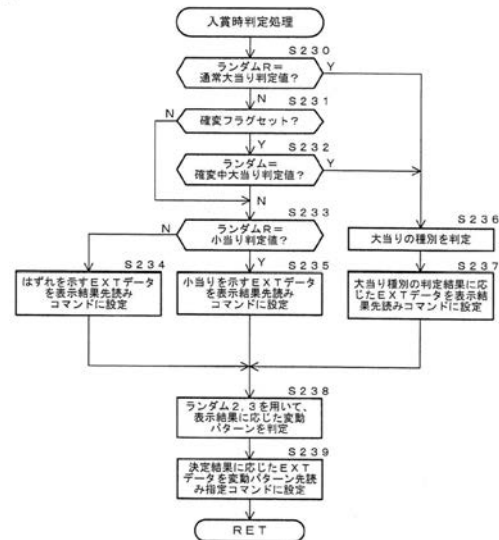 入賞時判定処理
S230
ランダムR＝
通常大当り判定値？
Y
N
S231
確変フラグセット？
N
Y
S232
ランダム＝
確変中大当り判定値？
Y
N
S233
ランダムR＝
小当り判定値？
N
Y
S236
大当りの種別を判定
S234
はずれを示すEXTデータ
を表示結果先読み
コマンドに設定
S235
小当りを示すEXTデータ
を表示結果先読み
コマンドに設定
S237
大当り種別の判定結果に応
じたEXTデータを表示結
果先読みコマンドに設定
S238
ランダム2,3を用いて、
表示結果に応じた変動
パターンを判定
S239
決定結果に応じたEXT
データを変動パターン先読
み指定コマンドに設定
RET